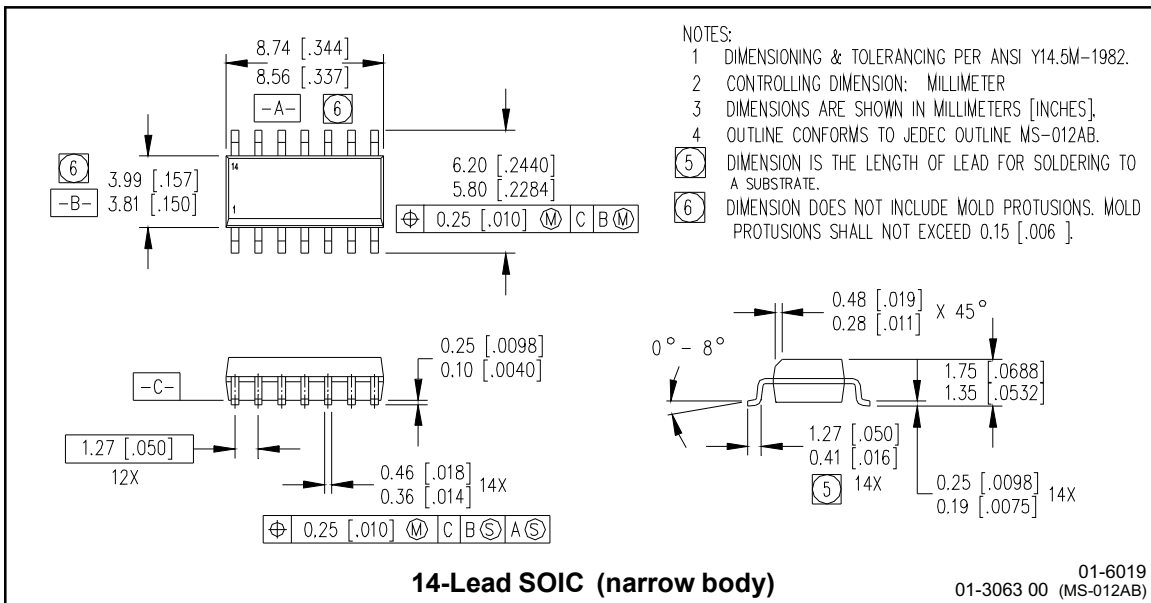 8.74 [.344]
8.56 [.337]
-A- 6
6
3.99 [.157]
3.81 [.150]
-B-
14
1
6.20 [.2440]
5.80 [.2284]
⌖ 0.25 [.010] Ⓜ C B Ⓜ
NOTES:
1 DIMENSIONING & TOLERANCING PER ANSI Y14.5M-1982.
2 CONTROLLING DIMENSION: MILLIMETER
3 DIMENSIONS ARE SHOWN IN MILLIMETERS [INCHES].
4 OUTLINE CONFORMS TO JEDEC OUTLINE MS-012AB.
5 DIMENSION IS THE LENGTH OF LEAD FOR SOLDERING TO
A SUBSTRATE.
6 DIMENSION DOES NOT INCLUDE MOLD PROTUSIONS. MOLD
PROTUSIONS SHALL NOT EXCEED 0.15 [.006 ].
-C-
0.25 [.0098]
0.10 [.0040]
1.27 [.050]
12X
0.46 [.018]
0.36 [.014] 14X
⌖ 0.25 [.010] Ⓜ C B Ⓢ A Ⓢ
0.48 [.019]
0.28 [.011] X 45°
0° - 8°
1.75 [.0688]
1.35 [.0532]
1.27 [.050]
0.41 [.016]
5 14X
0.25 [.0098]
0.19 [.0075] 14X
14-Lead SOIC (narrow body)
01-6019
01-3063 00 (MS-012AB)